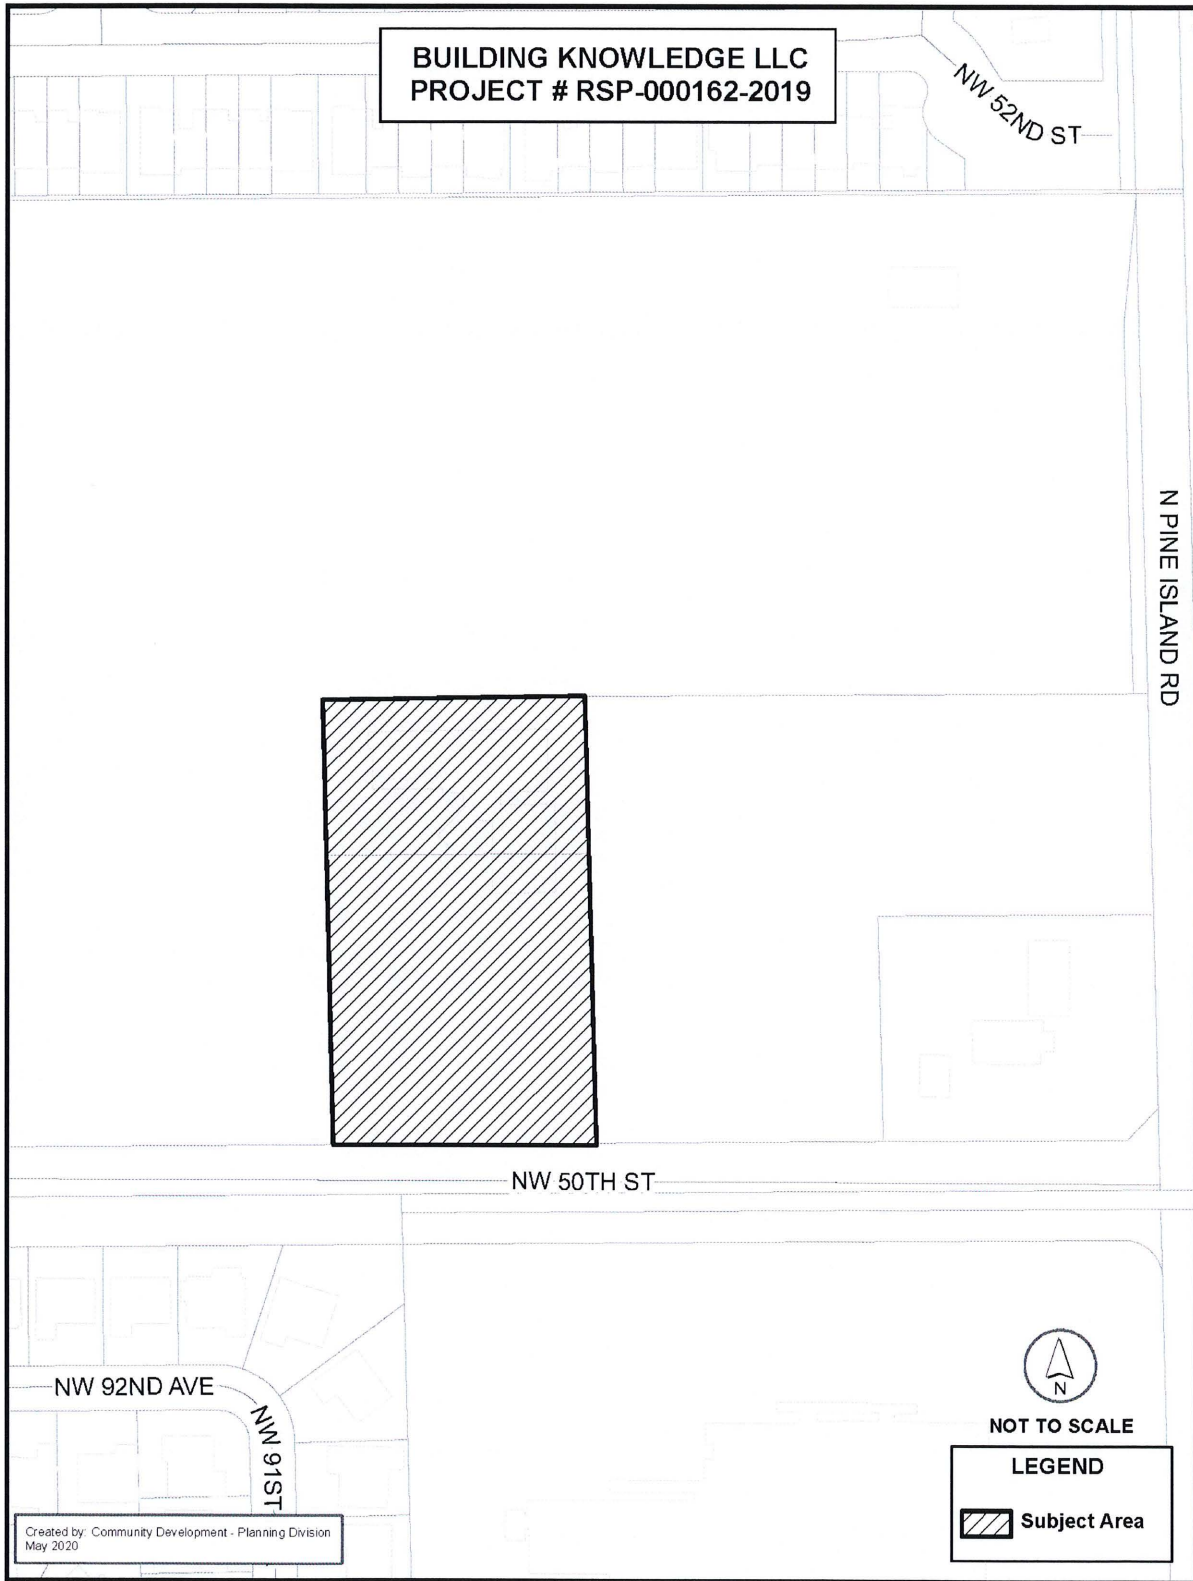 BUILDING KNOWLEDGE LLC
PROJECT # RSP-000162-2019
NW 52ND ST
N PINE ISLAND RD
NW 50TH ST
NW 92ND AVE
NW 91ST
N
NOT TO SCALE
LEGEND
Subject Area
Created by: Community Development - Planning Division
May 2020